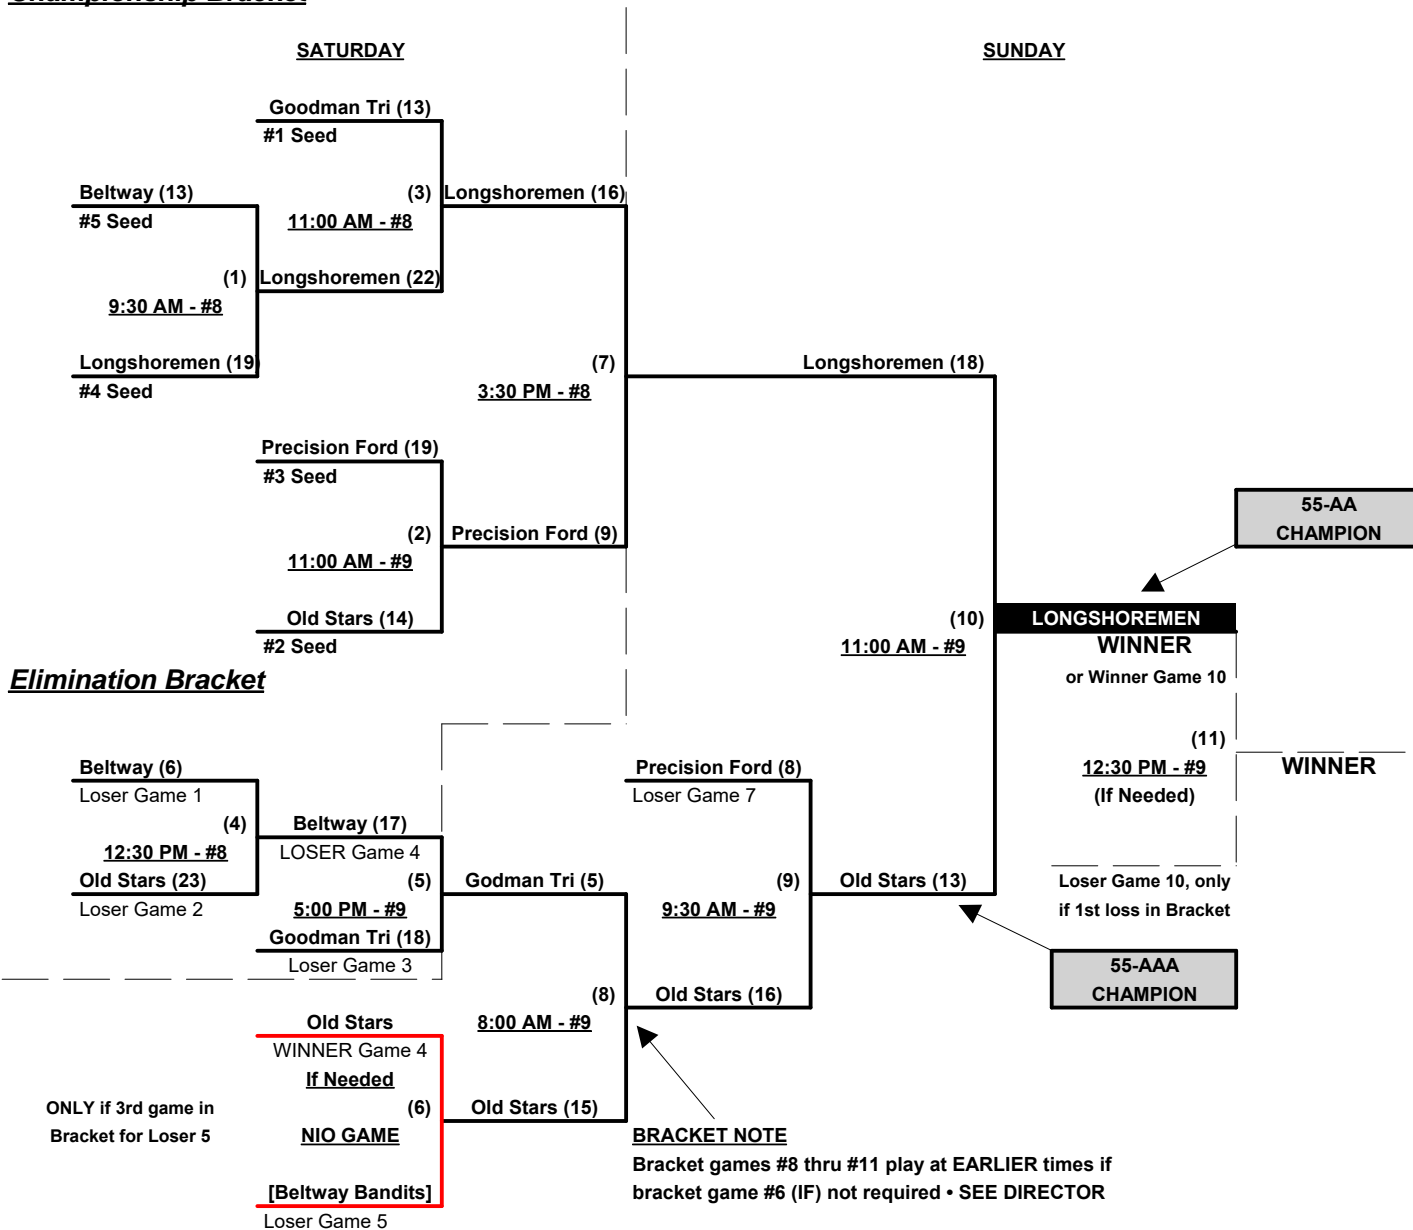 Championship Bracket
SATURDAY
SUNDAY
Goodman Tri (13)
#1 Seed
Beltway (13)
#5 Seed
(3)
11:00 AM - #8
Longshoremen (16)
(1)
9:30 AM - #8
Longshoremen (22)
Longshoremen (19)
#4 Seed
(7)
3:30 PM - #8
Longshoremen (18)
Precision Ford (19)
#3 Seed
(2)
11:00 AM - #9
Precision Ford (9)
Old Stars (14)
#2 Seed
55-AA
CHAMPION
(10)
11:00 AM - #9
LONGSHOREMEN
WINNER
or Winner Game 10
(11)
12:30 PM - #9
(If Needed)
WINNER
Loser Game 10, only
if 1st loss in Bracket
Elimination Bracket
Beltway (6)
Loser Game 1
(4)
12:30 PM - #8
Old Stars (23)
Loser Game 2
Beltway (17)
LOSER Game 4
(5)
5:00 PM - #9
Goodman Tri (18)
Loser Game 3
Godman Tri (5)
Precision Ford (8)
Loser Game 7
(9)
9:30 AM - #9
Old Stars (13)
55-AAA
CHAMPION
(8)
8:00 AM - #9
Old Stars (16)
Old Stars
WINNER Game 4
If Needed
(6)
NIO GAME
Old Stars (15)
ONLY if 3rd game in
Bracket for Loser 5
[Beltway Bandits]
Loser Game 5
BRACKET NOTE
Bracket games #8 thru #11 play at EARLIER times if
bracket game #6 (IF) not required • SEE DIRECTOR